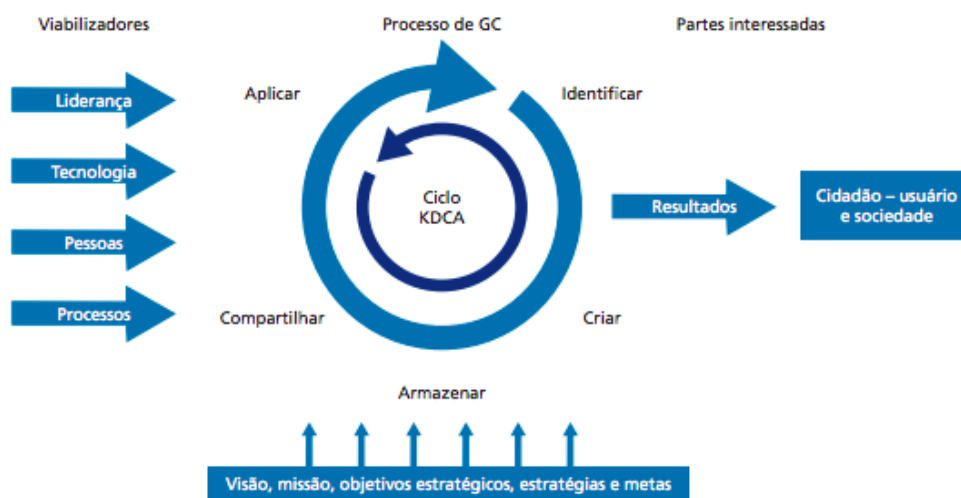 Viabilizadores
Processo de GC
Partes interessadas
Liderança
Tecnologia
Pessoas
Processos
Aplicar
Identificar
Ciclo
KDCA
Compartilhar
Criar
Armazenar
Resultados
Cidadão – usuário
e sociedade
Visão, missão, objetivos estratégicos, estratégias e metas